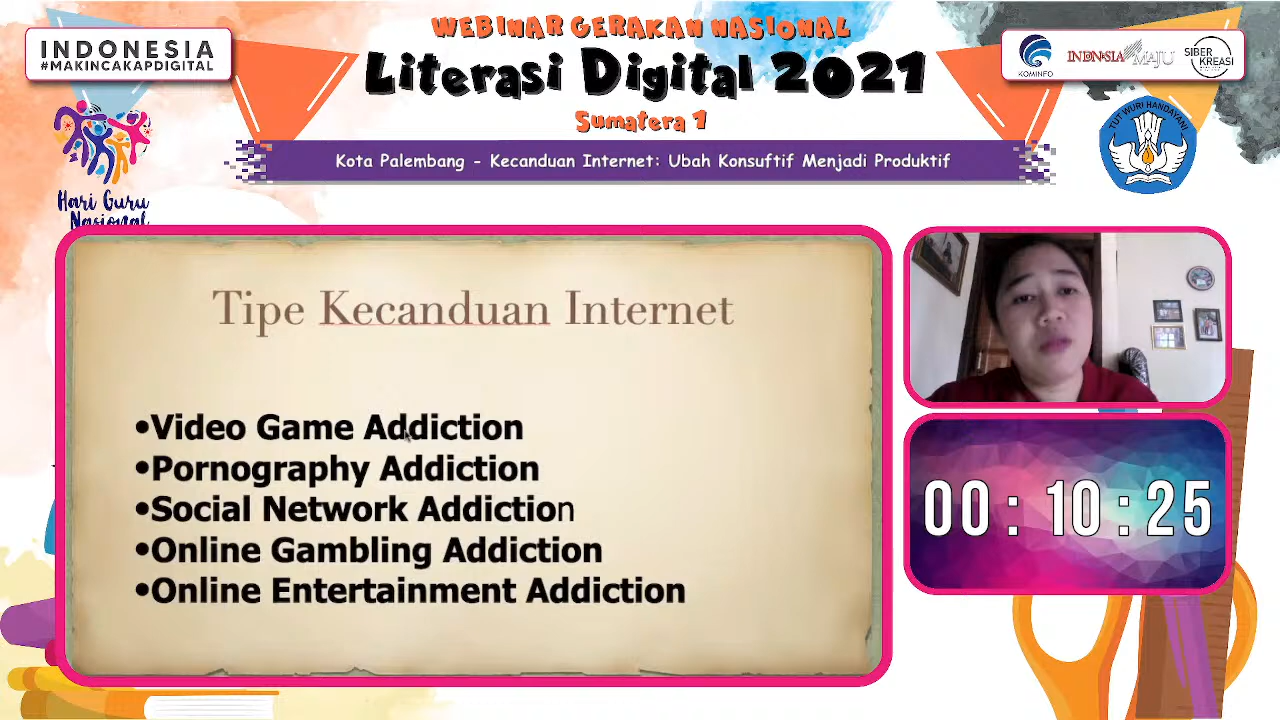 INDONESIA
#MAKINCAKAPDIGITAL
WEBINAR GERAKAN NASIONAL
Literasi Digital 2021
Sumatera 1
KOMINFO
INDONESIA MAJU
SIBER
KREASI
TUT WURI HANDAYANI
Kota Palembang - Kecanduan Internet: Ubah Konsuftif Menjadi Produktif
Hari Guru
Nasional
Tipe Kecanduan Internet
•Video Game Addiction
•Pornography Addiction
•Social Network Addiction
•Online Gambling Addiction
•Online Entertainment Addiction
00 : 10 : 25